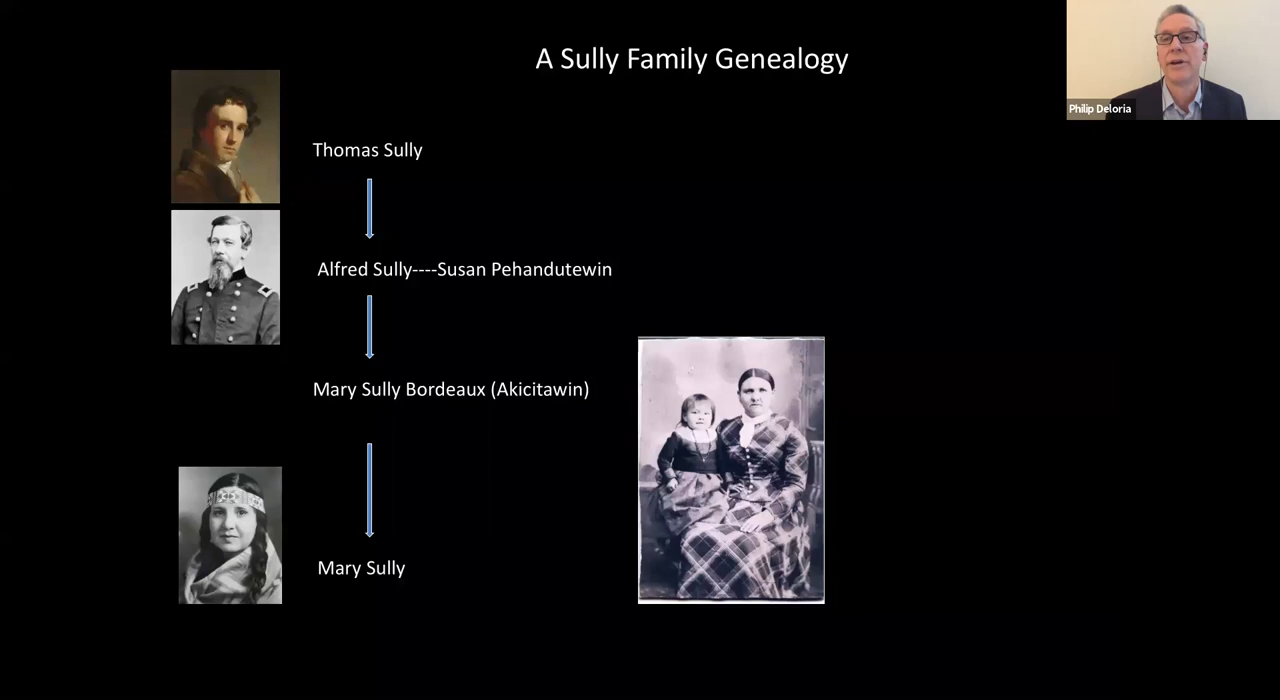 A Sully Family Genealogy
Philip Deloria
Thomas Sully
Alfred Sully----Susan Pehandutewin
Mary Sully Bordeaux (Akicitawin)
Mary Sully